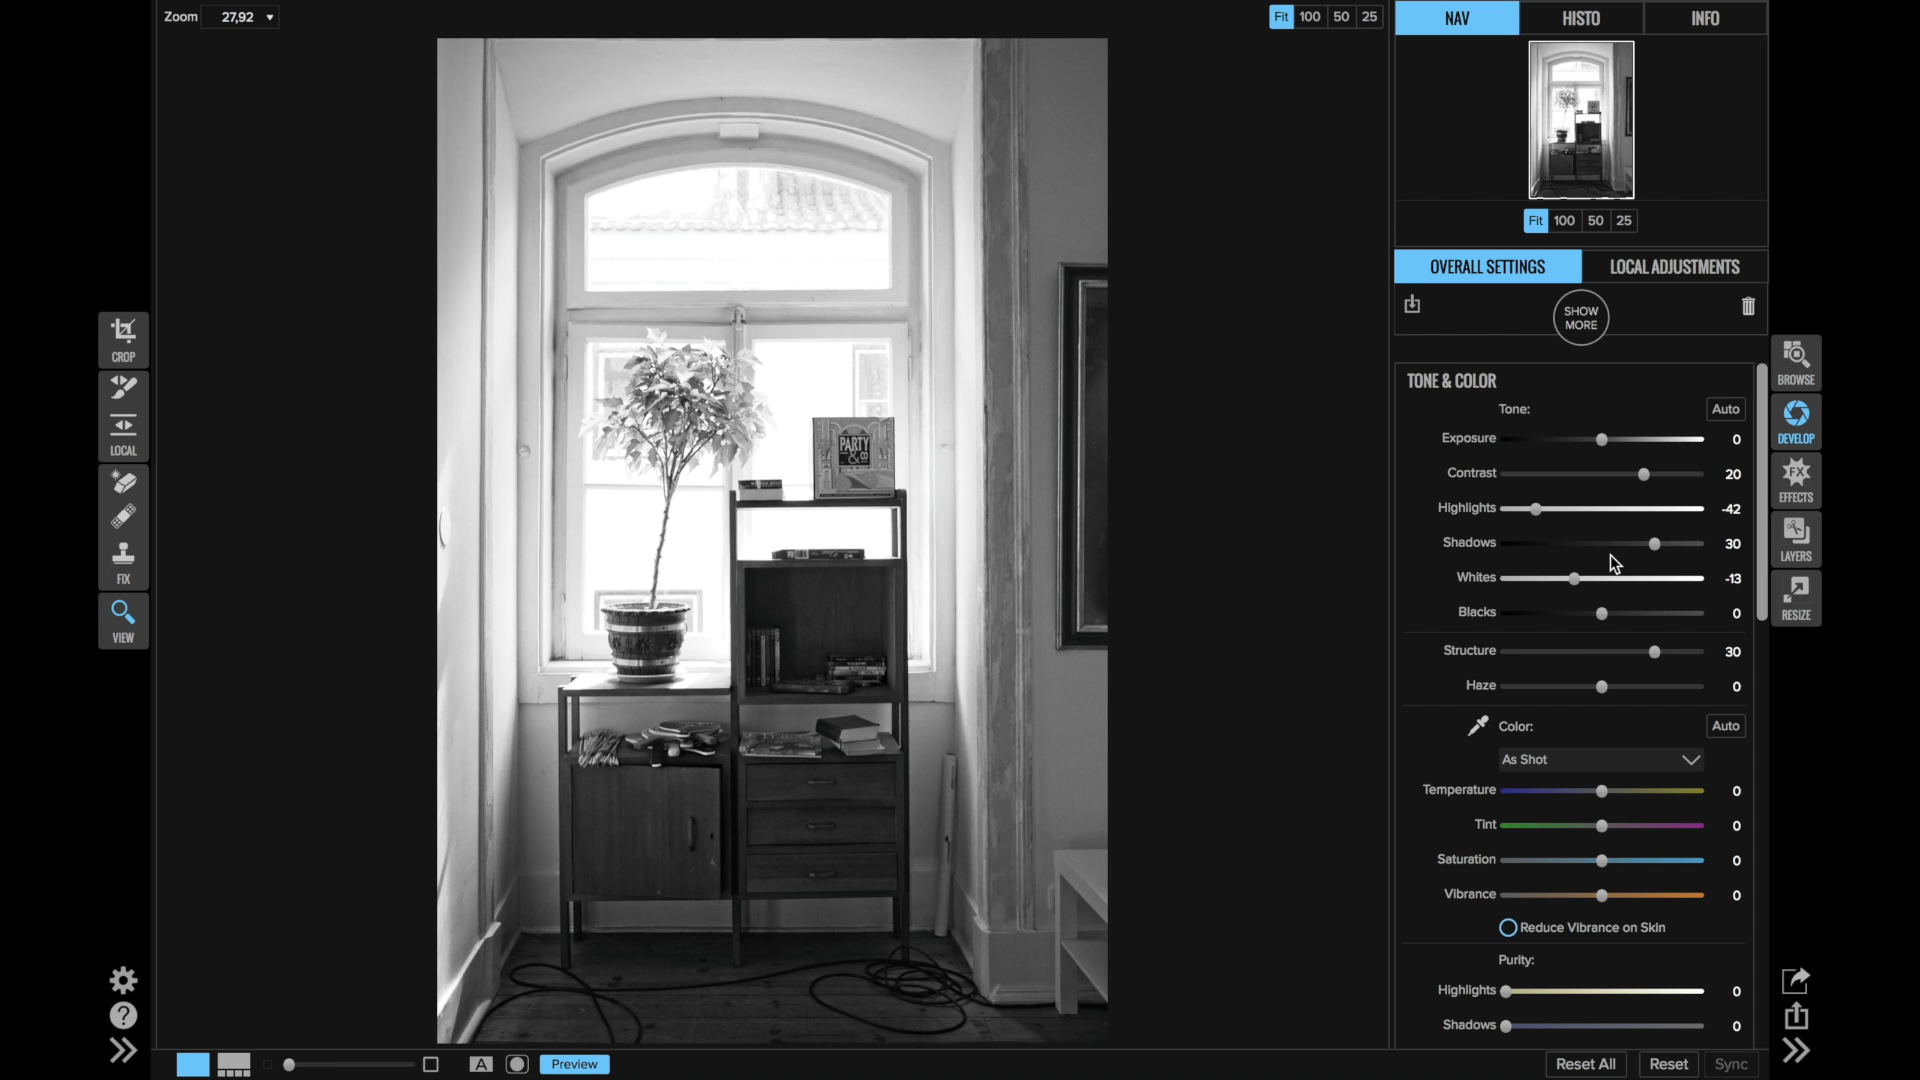 Zoom 27,92
Fit 100 50 25
NAV HISTO INFO
Fit 100 50 25
OVERALL SETTINGS LOCAL ADJUSTMENTS
SHOW
MORE
TONE & COLOR
Tone: Auto
Exposure 0
Contrast 20
Highlights -42
Shadows 30
Whites -13
Blacks 0
Structure 30
Haze 0
Color: Auto
As Shot
Temperature 0
Tint 0
Saturation 0
Vibrance 0
Reduce Vibrance on Skin
Purity:
Highlights 0
Shadows 0
Reset All Reset Sync
CROP
LOCAL
FIX
VIEW
BROWSE
DEVELOP
FX
EFFECTS
LAYERS
RESIZE
PARTY
& CO
A Preview